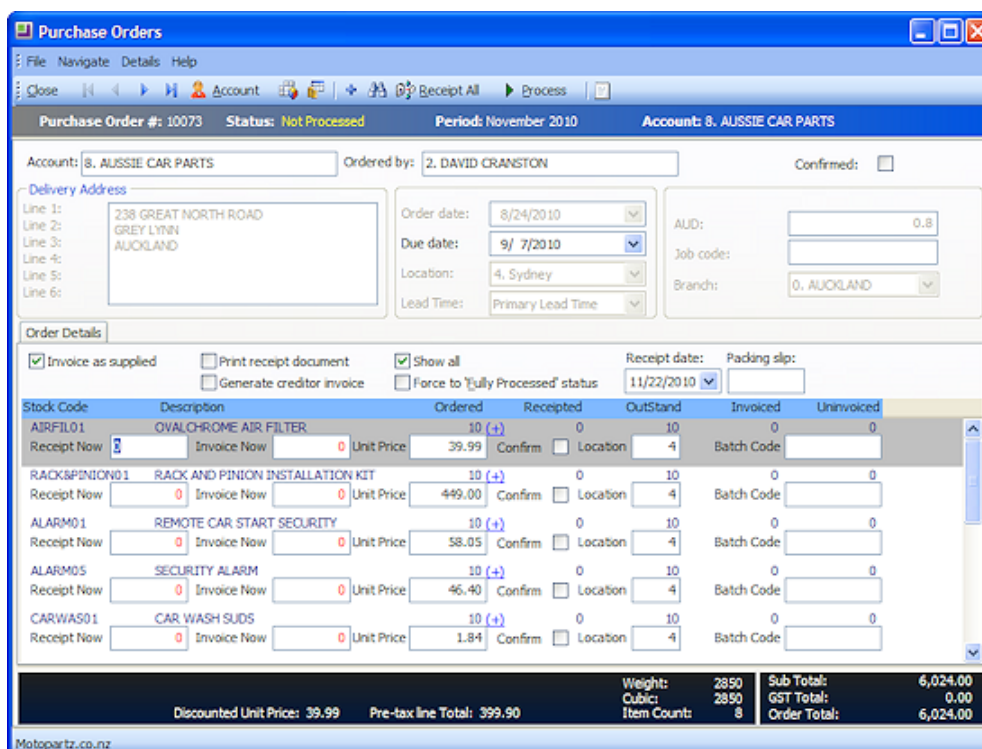 Purchase Orders
File Navigate Details Help
Close Account Receipt All Process
Purchase Order #: 10073 Status: Not Processed Period: November 2010 Account: 8. AUSSIE CAR PARTS
Account: 8. AUSSIE CAR PARTS Ordered by: 2. DAVID CRANSTON Confirmed:
Delivery Address
Line 1: 238 GREAT NORTH ROAD
Line 2: GREY LYNN
Line 3: AUCKLAND
Line 4:
Line 5:
Line 6:
Order date: 8/24/2010
Due date: 9/ 7/2010
Location: 4. Sydney
Lead Time: Primary Lead Time
AUD: 0.8
Job code:
Branch: 0. AUCKLAND
Order Details
Invoice as supplied Print receipt document Show all Receipt date: Packing slip:
Generate creditor invoice Force to 'Fully Processed' status 11/22/2010
Stock Code Description Ordered Receipted OutStand Invoiced Uninvoiced
AIRFIL01 OVALCHROME AIR FILTER 10 (+) 0 10 0 0
Receipt Now 0 Invoice Now 0 Unit Price 39.99 Confirm Location 4 Batch Code
RACK&PINION01 RACK AND PINION INSTALLATION KIT 10 (+) 0 10 0 0
Receipt Now 0 Invoice Now 0 Unit Price 449.00 Confirm Location 4 Batch Code
ALARM01 REMOTE CAR START SECURITY 10 (+) 0 10 0 0
Receipt Now 0 Invoice Now 0 Unit Price 58.05 Confirm Location 4 Batch Code
ALARM05 SECURITY ALARM 10 (+) 0 10 0 0
Receipt Now 0 Invoice Now 0 Unit Price 46.40 Confirm Location 4 Batch Code
CARWAS01 CAR WASH SUDS 10 (+) 0 10 0 0
Receipt Now 0 Invoice Now 0 Unit Price 1.84 Confirm Location 4 Batch Code
Weight: 2850 Sub Total: 6,024.00
Cubic: 2850 GST Total: 0.00
Discounted Unit Price: 39.99 Pre-tax line Total: 399.90 Item Count: 8 Order Total: 6,024.00
Motopartz.co.nz